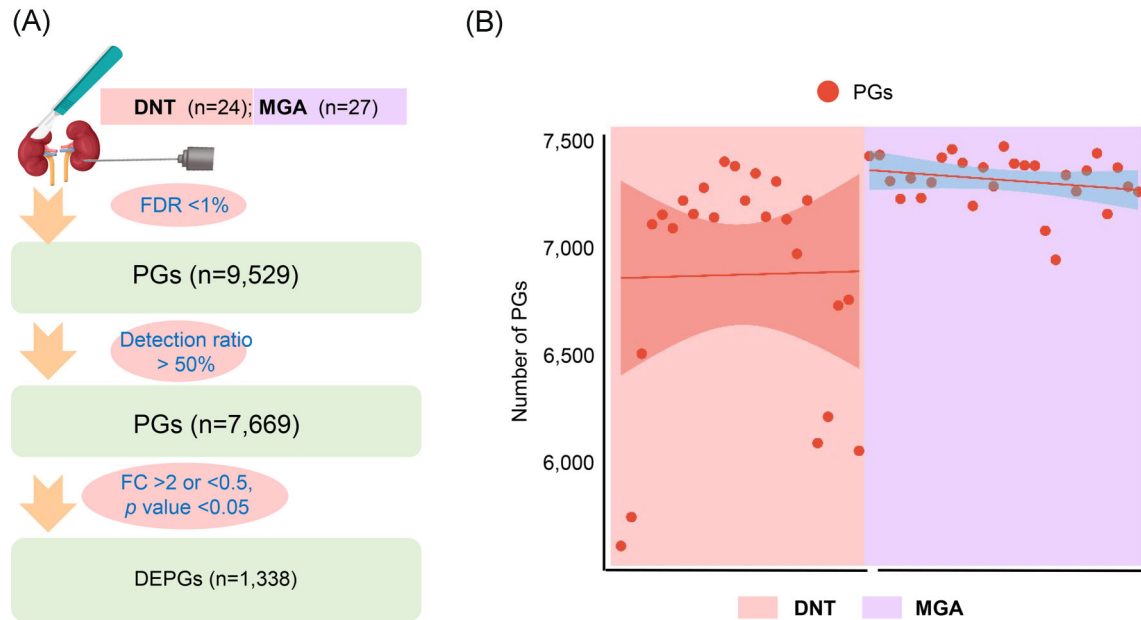 (A)
DNT (n=24); MGA (n=27)
FDR <1%
PGs (n=9,529)
Detection ratio
> 50%
PGs (n=7,669)
FC >2 or <0.5,
p value <0.05
DEPGs (n=1,338)
(B)
PGs
Number of PGs
7,500
7,000
6,500
6,000
DNT
MGA